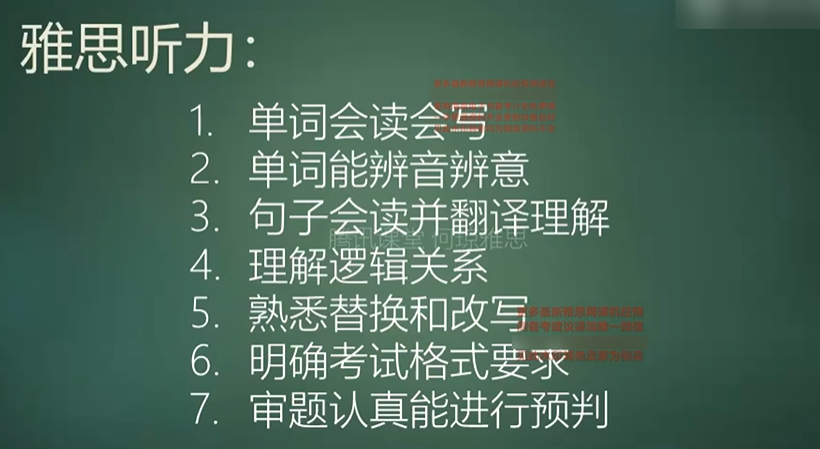 雅思听力：
1. 单词会读会写
2. 单词能辨音辨意
3. 句子会读并翻译理解
腾讯课堂 何琼雅思
4. 理解逻辑关系
5. 熟悉替换和改写
6. 明确考试格式要求
7. 审题认真能进行预判